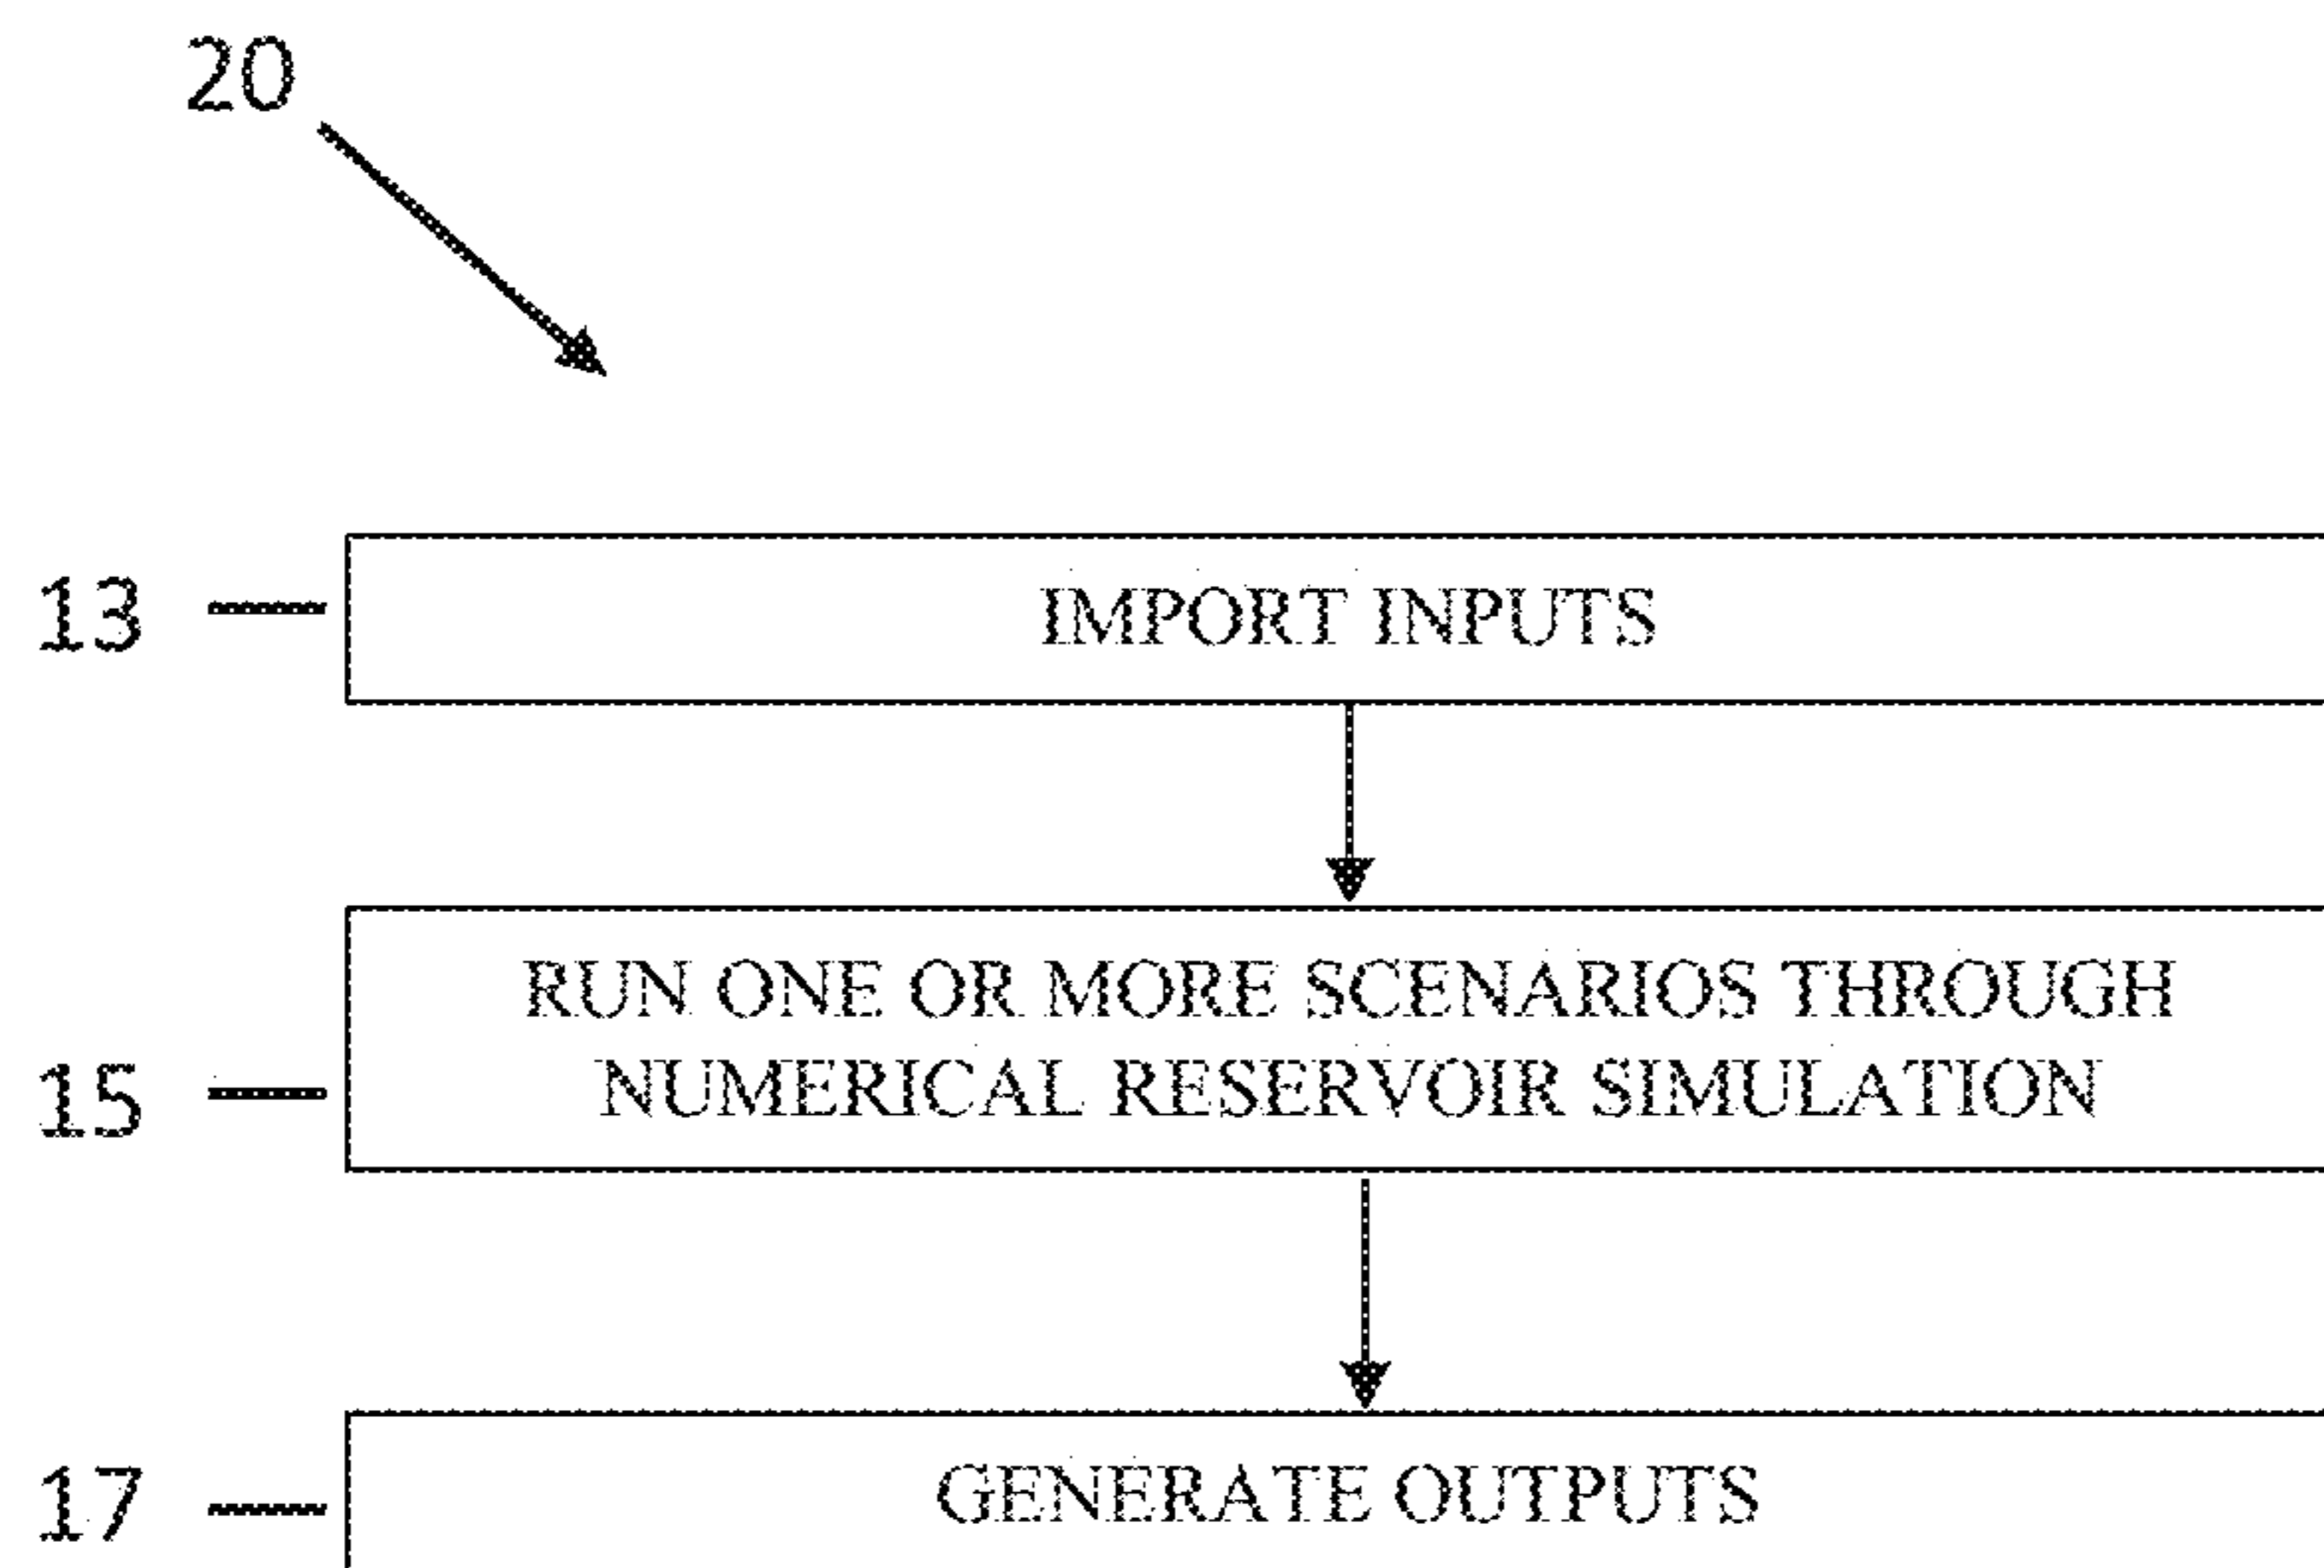 20
13
IMPORT INPUTS
RUN ONE OR MORE SCENARIOS THROUGH
NUMERICAL RESERVOIR SIMULATION
15
GENERATE OUTPUTS
17